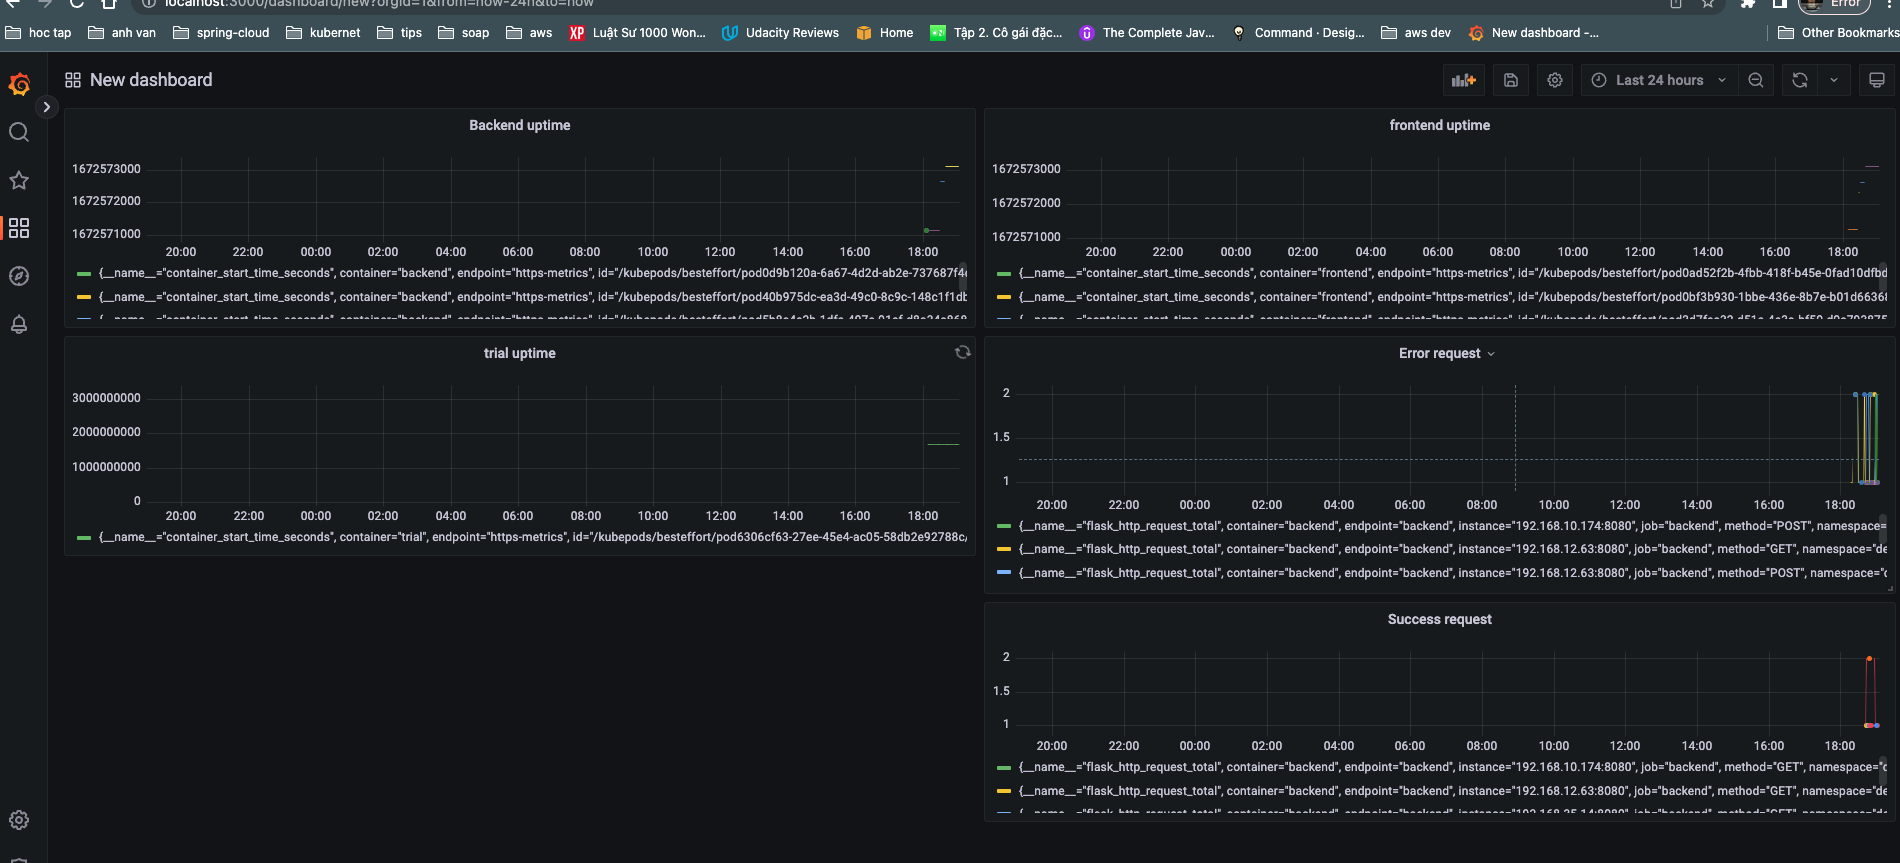 localhost:3000/dashboard/new?orgId=1&from=now-24h&to=now
Error
hoc tap anh van spring-cloud kubernet tips soap aws XP Luật Sư 1000 Won... Udacity Reviews Home Tập 2. Cô gái đặc... The Complete Jav... Command · Desig... aws dev New dashboard -... Other Bookmarks
New dashboard
Last 24 hours
Backend uptime
1672573000
1672572000
1672571000
20:00 22:00 00:00 02:00 04:00 06:00 08:00 10:00 12:00 14:00 16:00 18:00
{__name__="container_start_time_seconds", container="backend", endpoint="https-metrics", id="/kubepods/besteffort/pod0d9b120a-6a67-4d2d-ab2e-737687f4
{__name__="container_start_time_seconds", container="backend", endpoint="https-metrics", id="/kubepods/besteffort/pod40b975dc-ea3d-49c0-8c9c-148c1f1db
frontend uptime
1672573000
1672572000
1672571000
20:00 22:00 00:00 02:00 04:00 06:00 08:00 10:00 12:00 14:00 16:00 18:00
{__name__="container_start_time_seconds", container="frontend", endpoint="https-metrics", id="/kubepods/besteffort/pod0ad52f2b-4fbb-418f-b45e-0fad10dfbd
{__name__="container_start_time_seconds", container="frontend", endpoint="https-metrics", id="/kubepods/besteffort/pod0bf3b930-1bbe-436e-8b7e-b01d66368
trial uptime
3000000000
2000000000
1000000000
0
20:00 22:00 00:00 02:00 04:00 06:00 08:00 10:00 12:00 14:00 16:00 18:00
{__name__="container_start_time_seconds", container="trial", endpoint="https-metrics", id="/kubepods/besteffort/pod6306cf63-27ee-45e4-ac05-58db2e92788c/
Error request
2
1.5
1
20:00 22:00 00:00 02:00 04:00 06:00 08:00 10:00 12:00 14:00 16:00 18:00
{__name__="flask_http_request_total", container="backend", endpoint="backend", instance="192.168.10.174:8080", job="backend", method="POST", namespace=
{__name__="flask_http_request_total", container="backend", endpoint="backend", instance="192.168.12.63:8080", job="backend", method="GET", namespace="de
{__name__="flask_http_request_total", container="backend", endpoint="backend", instance="192.168.12.63:8080", job="backend", method="POST", namespace="d
Success request
2
1.5
1
20:00 22:00 00:00 02:00 04:00 06:00 08:00 10:00 12:00 14:00 16:00 18:00
{__name__="flask_http_request_total", container="backend", endpoint="backend", instance="192.168.10.174:8080", job="backend", method="GET", namespace="d
{__name__="flask_http_request_total", container="backend", endpoint="backend", instance="192.168.12.63:8080", job="backend", method="GET", namespace="de